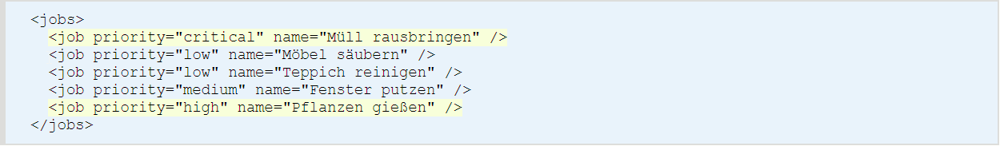 <jobs>
<job priority="critical" name="Müll rausbringen" />
<job priority="low" name="Möbel säubern" />
<job priority="low" name="Teppich reinigen" />
<job priority="medium" name="Fenster putzen" />
<job priority="high" name="Pflanzen gießen" />
</jobs>